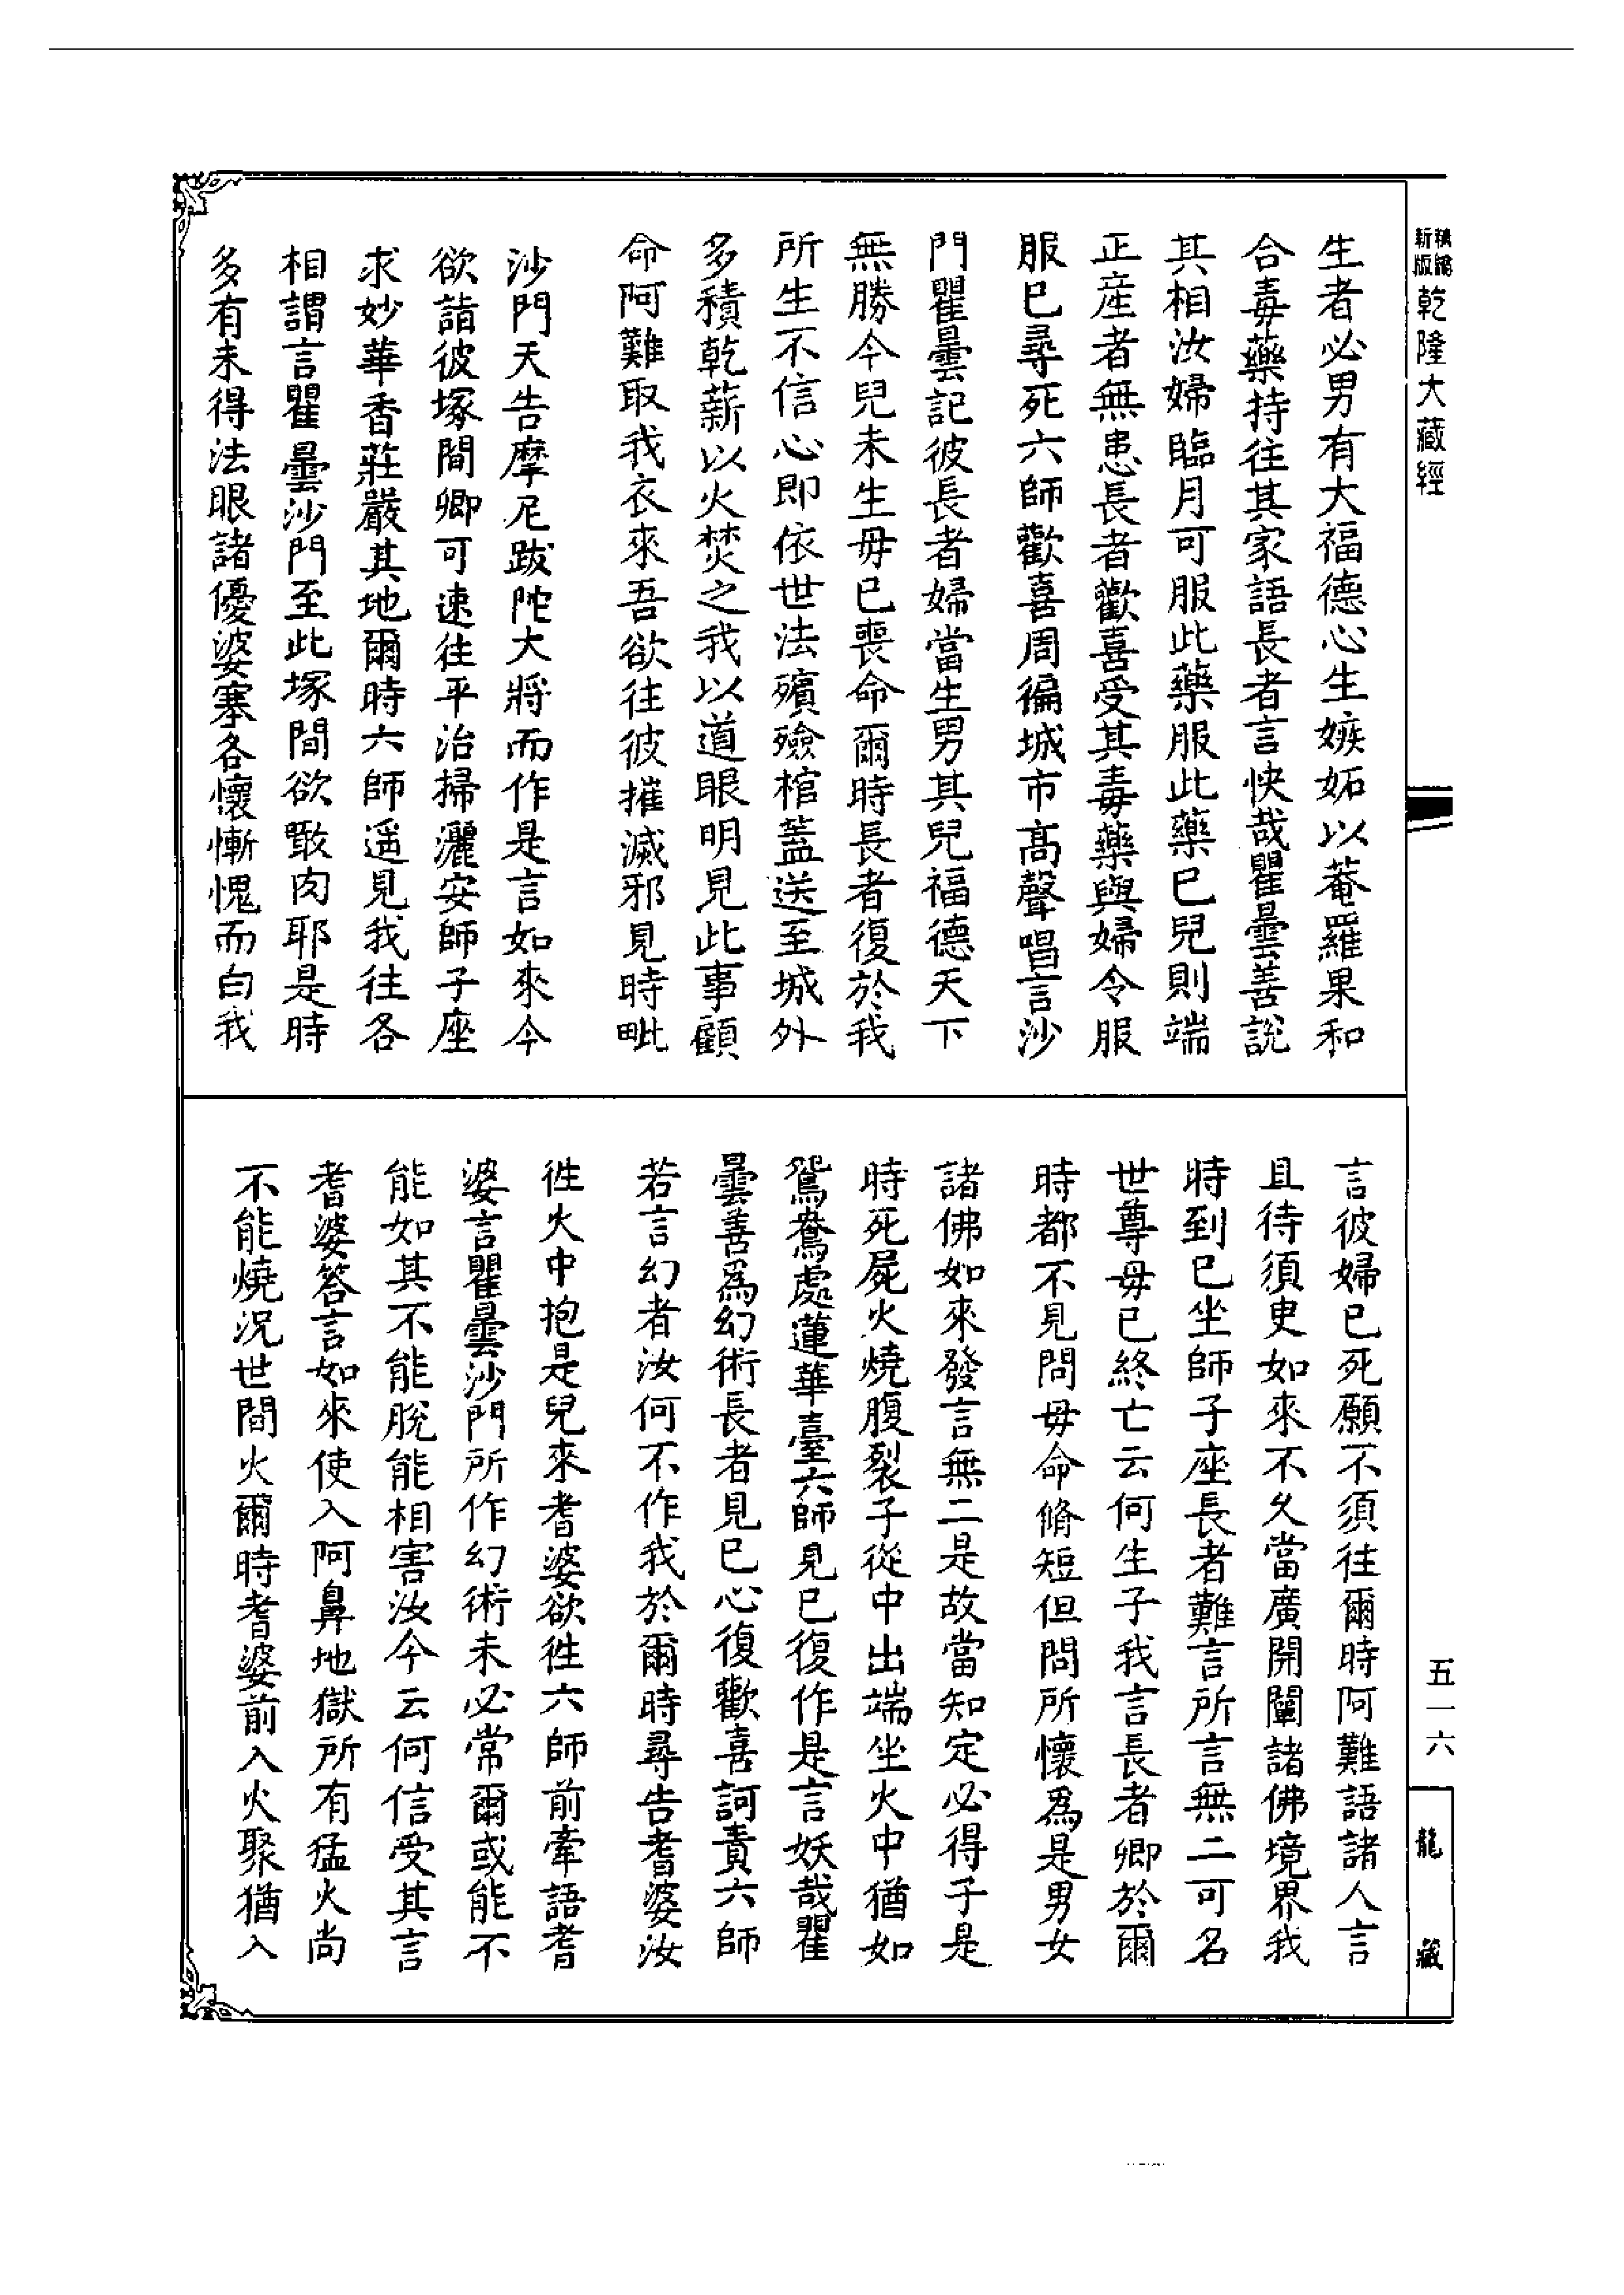 新版 精編 乾隆大藏經
生者必男有大福德心生嫉妬以菴羅果和
合毒藥持往其家語長者言快哉瞿曇善說
其相汝婦臨月可服此藥服此藥已兒則端
正產者無患長者歡喜受其毒藥與婦令服
服已尋死六師歡喜周徧城市高聲唱言沙
門瞿曇記彼長者婦當生男其兒福德天下
無勝今兒未生毋已喪命爾時長者復於我
所生不信心即依世法殯殮棺蓋送至城外
多積乾薪以火焚之我以道眼明見此事顧
命阿難取我衣來吾欲往彼摧滅邪見時毗
沙門天告摩尼跋陀大將而作是言如來今
欲詣彼塚間卿可速往平治掃灑安師子座
求妙華香莊嚴其地爾時六師遥見我往各
相謂言瞿曇沙門至此塚間欲噉肉耶是時
多有未得法眼諸優婆塞各懷慚愧而白我
言彼婦已死願不須往爾時阿難語諸人言
且待須臾如來不久當廣開闡諸佛境界我
時到已坐師子座長者難言所言無二可名
世尊毋已終亡云何生子我言長者卿於爾
時都不見問毋命脩短但問所懷爲是男女
諸佛如來發言無二是故當知定必得子是
時死屍火燒腹裂子從中出端坐火中猶如
鴛鴦處蓮華臺六師見已復作是言妖哉瞿
曇善爲幻術長者見已心復歡喜訶責六師
若言幻者汝何不作我於爾時尋告耆婆汝
徃火中抱是兒來耆婆欲徃六師前牽語耆
婆言瞿曇沙門所作幻術未必常爾或能不
能如其不能脫能相害汝今云何信受其言
耆婆答言如來使入阿鼻地獄所有猛火尚
不能燒況世間火爾時耆婆前入火聚猶入
五一六
龍藏